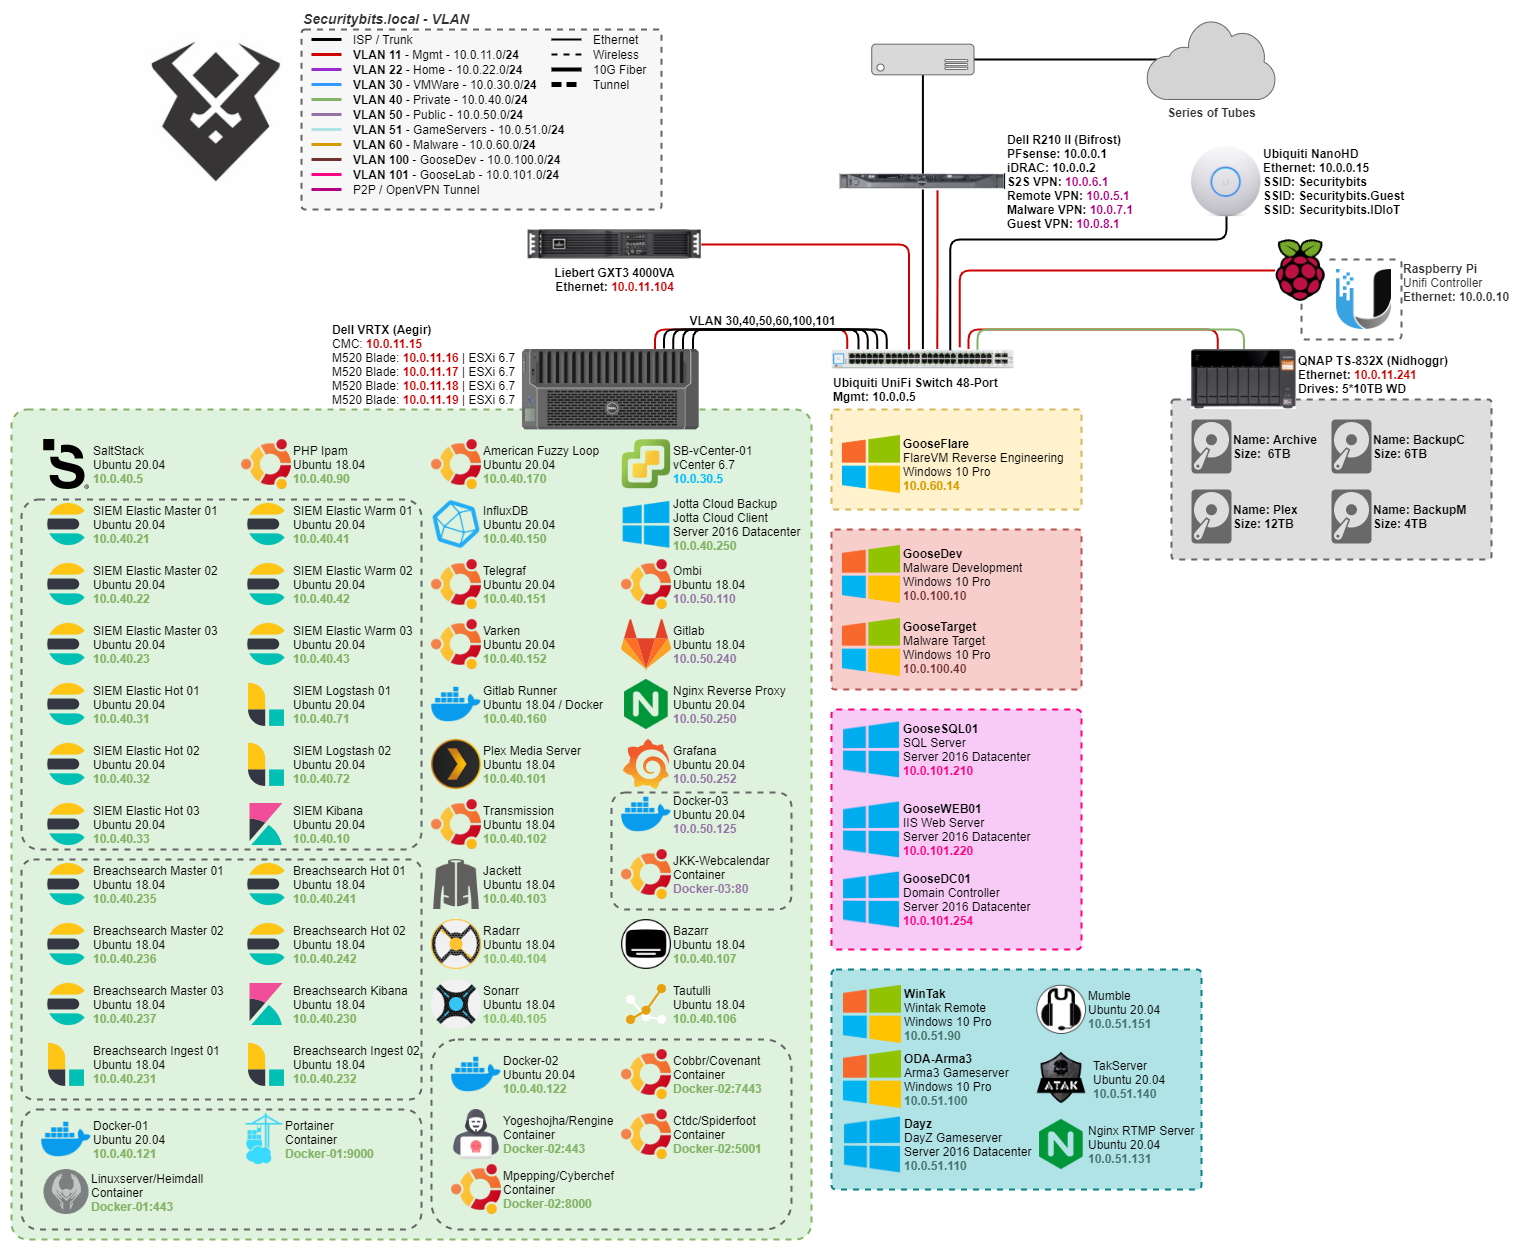 Securitybits.local - VLAN
ISP / Trunk
VLAN 11 - Mgmt - 10.0.11.0/24
VLAN 22 - Home - 10.0.22.0/24
VLAN 30 - VMWare - 10.0.30.0/24
VLAN 40 - Private - 10.0.40.0/24
VLAN 50 - Public - 10.0.50.0/24
VLAN 51 - GameServers - 10.0.51.0/24
VLAN 60 - Malware - 10.0.60.0/24
VLAN 100 - GooseDev - 10.0.100.0/24
VLAN 101 - GooseLab - 10.0.101.0/24
P2P / OpenVPN Tunnel
Ethernet
Wireless
10G Fiber
Tunnel
Series of Tubes
Dell R210 II (Bifrost)
PFsense: 10.0.0.1
iDRAC: 10.0.0.2
S2S VPN: 10.0.6.1
Remote VPN: 10.0.5.1
Malware VPN: 10.0.7.1
Guest VPN: 10.0.8.1
Ubiquiti NanoHD
Ethernet: 10.0.0.15
SSID: Securitybits
SSID: Securitybits.Guest
SSID: Securitybits.IDIoT
Liebert GXT3 4000VA
Ethernet: 10.0.11.104
Raspberry Pi
Unifi Controller
Ethernet: 10.0.0.10
VLAN 30,40,50,60,100,101
Dell VRTX (Aegir)
CMC: 10.0.11.15
M520 Blade: 10.0.11.16 | ESXi 6.7
M520 Blade: 10.0.11.17 | ESXi 6.7
M520 Blade: 10.0.11.18 | ESXi 6.7
M520 Blade: 10.0.11.19 | ESXi 6.7
Ubiquiti UniFi Switch 48-Port
Mgmt: 10.0.0.5
QNAP TS-832X (Nidhoggr)
Ethernet: 10.0.11.241
Drives: 5*10TB WD
Name: Archive
Size: 6TB
Name: BackupC
Size: 6TB
Name: Plex
Size: 12TB
Name: BackupM
Size: 4TB
SaltStack
Ubuntu 20.04
10.0.40.5
PHP Ipam
Ubuntu 18.04
10.0.40.90
American Fuzzy Loop
Ubuntu 20.04
10.0.40.170
SB-vCenter-01
vCenter 6.7
10.0.30.5
SIEM Elastic Master 01
Ubuntu 20.04
10.0.40.21
SIEM Elastic Warm 01
Ubuntu 20.04
10.0.40.41
InfluxDB
Ubuntu 20.04
10.0.40.150
Jotta Cloud Backup
Jotta Cloud Client
Server 2016 Datacenter
10.0.40.250
SIEM Elastic Master 02
Ubuntu 20.04
10.0.40.22
SIEM Elastic Warm 02
Ubuntu 20.04
10.0.40.42
Telegraf
Ubuntu 20.04
10.0.40.151
Ombi
Ubuntu 18.04
10.0.50.110
SIEM Elastic Master 03
Ubuntu 20.04
10.0.40.23
SIEM Elastic Warm 03
Ubuntu 20.04
10.0.40.43
Varken
Ubuntu 20.04
10.0.40.152
Gitlab
Ubuntu 18.04
10.0.50.240
SIEM Elastic Hot 01
Ubuntu 20.04
10.0.40.31
SIEM Logstash 01
Ubuntu 20.04
10.0.40.71
Gitlab Runner
Ubuntu 18.04 / Docker
10.0.40.160
Nginx Reverse Proxy
Ubuntu 20.04
10.0.50.250
SIEM Elastic Hot 02
Ubuntu 20.04
10.0.40.32
SIEM Logstash 02
Ubuntu 20.04
10.0.40.72
Plex Media Server
Ubuntu 18.04
10.0.40.101
Grafana
Ubuntu 20.04
10.0.50.252
SIEM Elastic Hot 03
Ubuntu 20.04
10.0.40.33
SIEM Kibana
Ubuntu 20.04
10.0.40.10
Transmission
Ubuntu 18.04
10.0.40.102
Docker-03
Ubuntu 20.04
10.0.50.125
Breachsearch Master 01
Ubuntu 18.04
10.0.40.235
Breachsearch Hot 01
Ubuntu 18.04
10.0.40.241
Jackett
Ubuntu 18.04
10.0.40.103
JKK-Webcalendar
Container
Docker-03:80
Breachsearch Master 02
Ubuntu 18.04
10.0.40.236
Breachsearch Hot 02
Ubuntu 18.04
10.0.40.242
Radarr
Ubuntu 18.04
10.0.40.104
Bazarr
Ubuntu 18.04
10.0.40.107
Breachsearch Master 03
Ubuntu 18.04
10.0.40.237
Breachsearch Kibana
Ubuntu 18.04
10.0.40.230
Sonarr
Ubuntu 18.04
10.0.40.105
Tautulli
Ubuntu 18.04
10.0.40.106
Breachsearch Ingest 01
Ubuntu 18.04
10.0.40.231
Breachsearch Ingest 02
Ubuntu 18.04
10.0.40.232
Docker-02
Ubuntu 20.04
10.0.40.122
Cobbr/Covenant
Container
Docker-02:7443
Docker-01
Ubuntu 20.04
10.0.40.121
Portainer
Container
Docker-01:9000
Yogeshojha/Rengine
Container
Docker-02:443
Ctdc/Spiderfoot
Container
Docker-02:5001
Linuxserver/Heimdall
Container
Docker-01:443
Mpepping/Cyberchef
Container
Docker-02:8000
GooseFlare
FlareVM Reverse Engineering
Windows 10 Pro
10.0.60.14
GooseDev
Malware Development
Windows 10 Pro
10.0.100.10
GooseTarget
Malware Target
Windows 10 Pro
10.0.100.40
GooseSQL01
SQL Server
Server 2016 Datacenter
10.0.101.210
GooseWEB01
IIS Web Server
Server 2016 Datacenter
10.0.101.220
GooseDC01
Domain Controller
Server 2016 Datacenter
10.0.101.254
WinTak
Wintak Remote
Windows 10 Pro
10.0.51.90
Mumble
Ubuntu 20.04
10.0.51.151
ODA-Arma3
Arma3 Gameserver
Windows 10 Pro
10.0.51.100
ATAK
TakServer
Ubuntu 20.04
10.0.51.140
Dayz
DayZ Gameserver
Server 2016 Datacenter
10.0.51.110
Nginx RTMP Server
Ubuntu 20.04
10.0.51.131